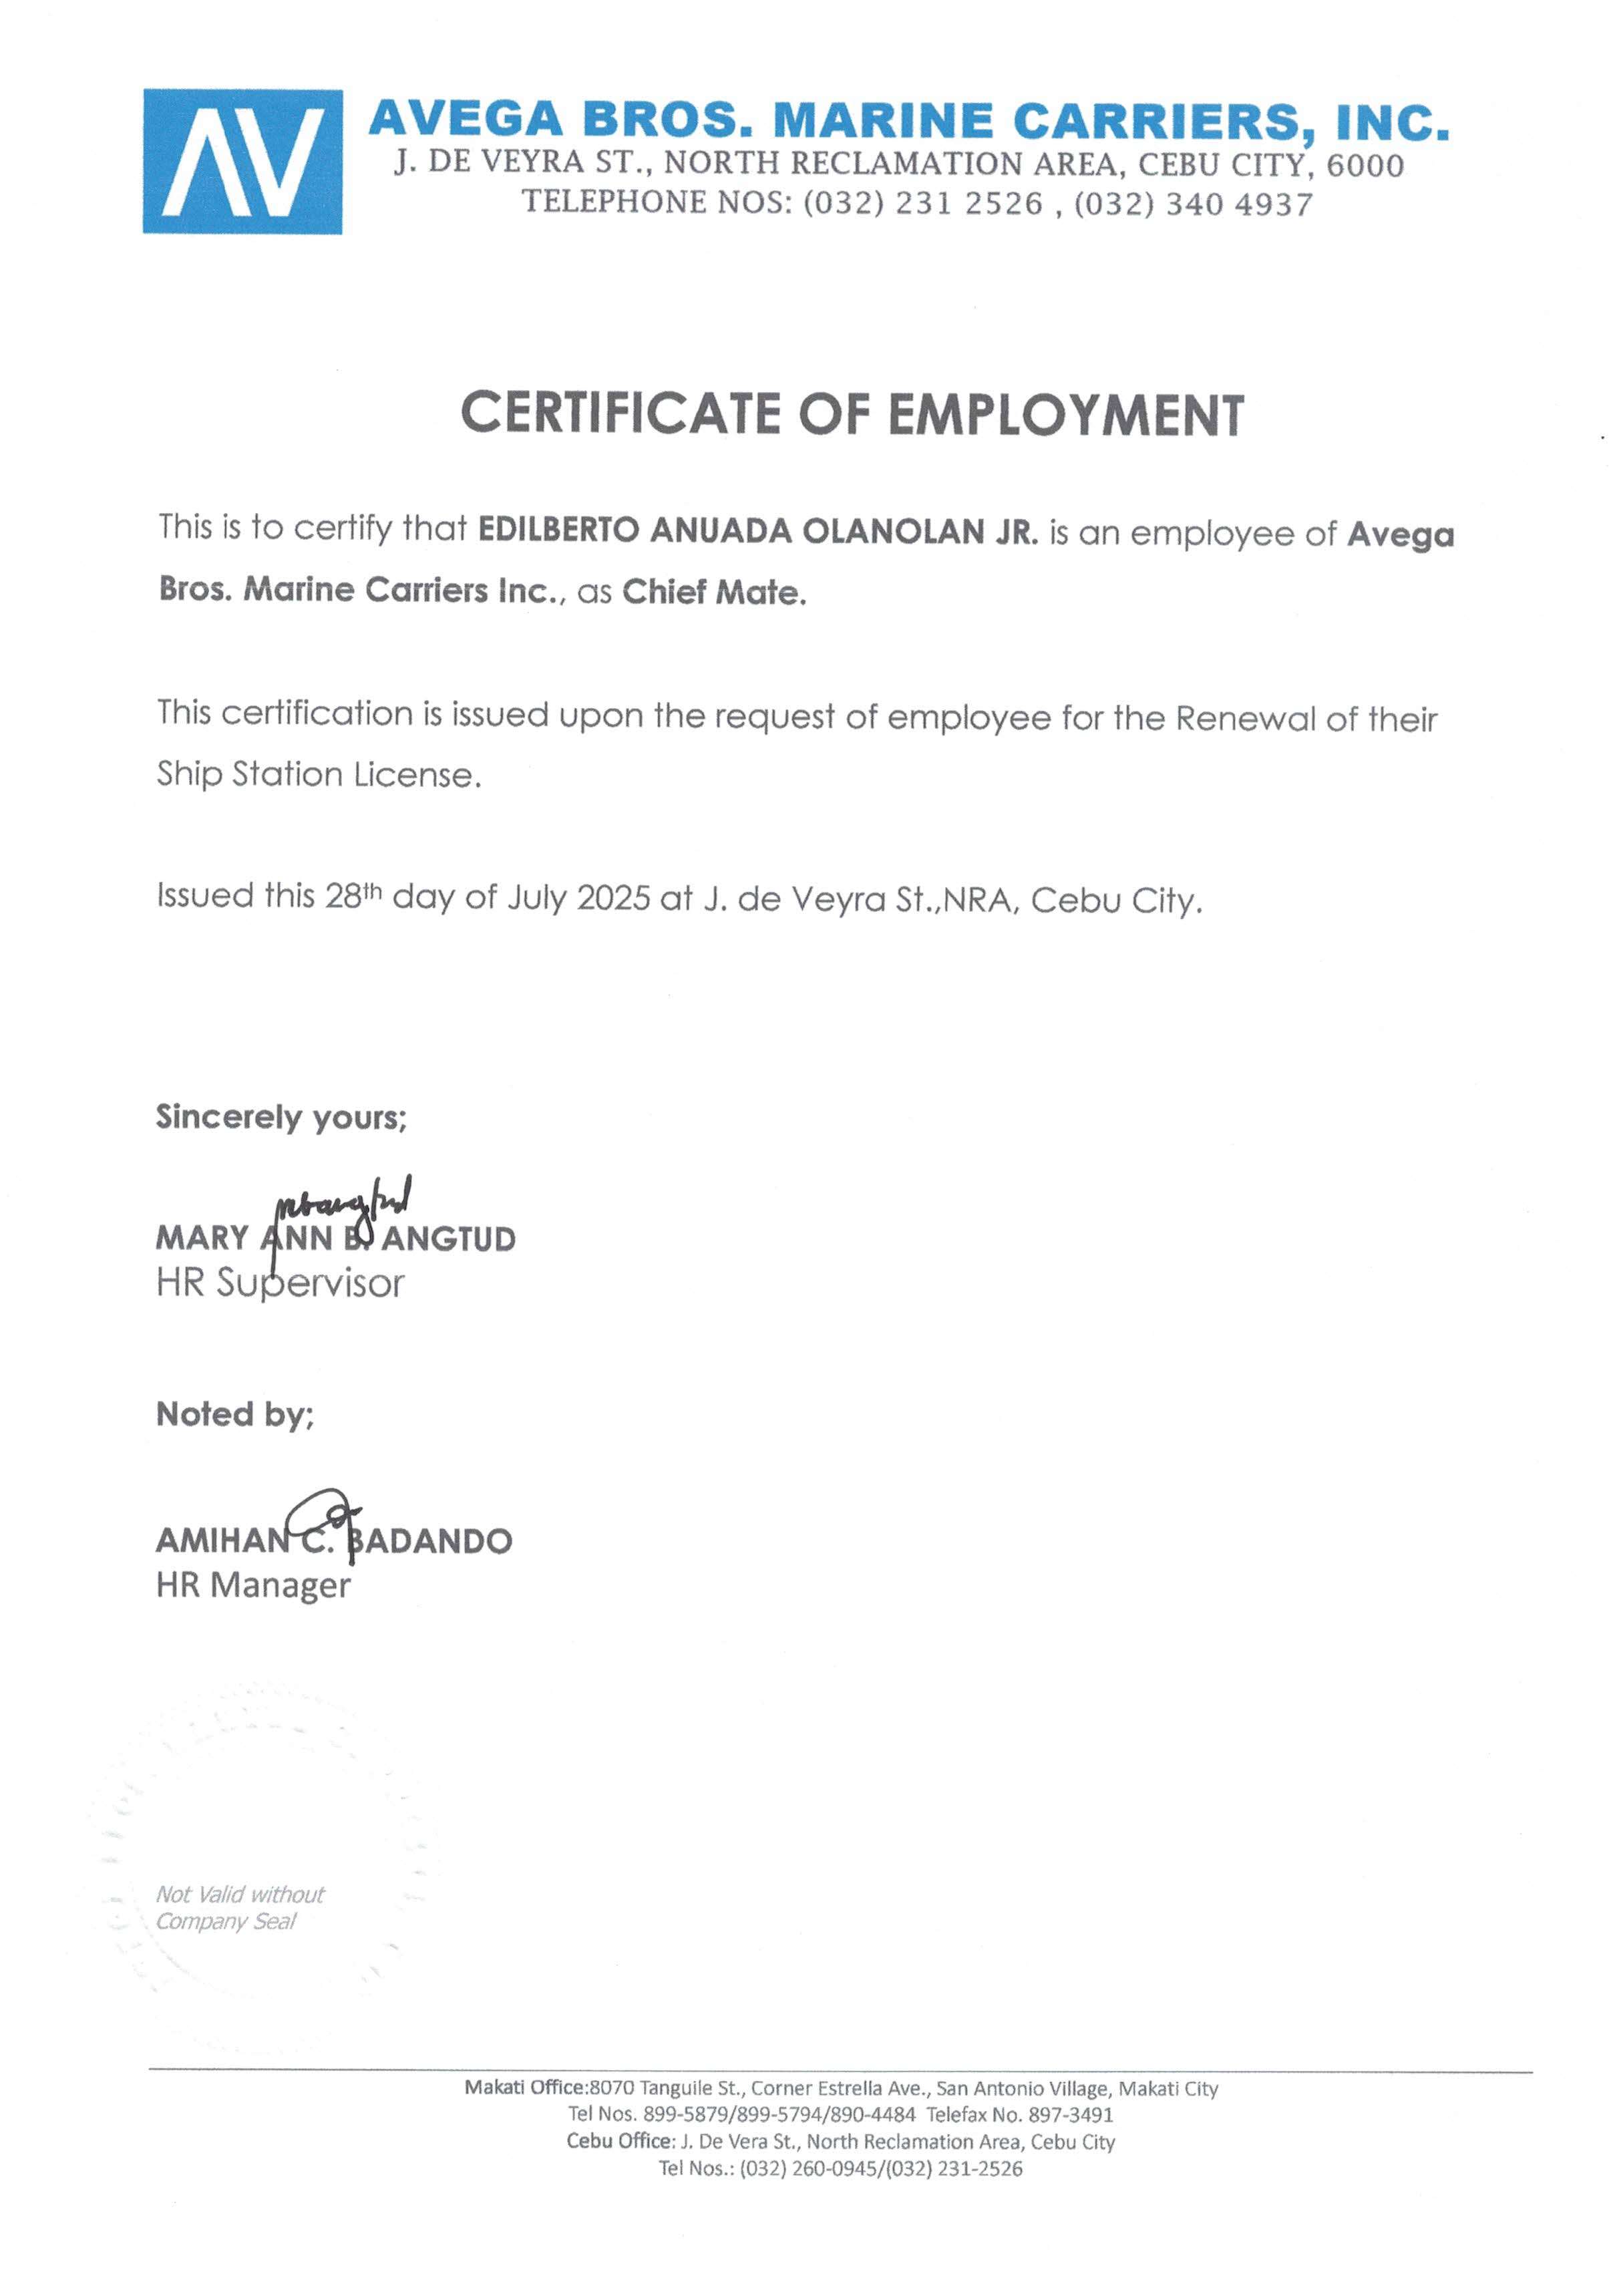 AV
AVEGA BROS. MARINE CARRIERS, INC.
J. DE VEYRA ST., NORTH RECLAMATION AREA, CEBU CITY, 6000
TELEPHONE NOS: (032) 231 2526 , (032) 340 4937
CERTIFICATE OF EMPLOYMENT
This is to certify that EDILBERTO ANUADA OLANOLAN JR. is an employee of Avega
Bros. Marine Carriers Inc., as Chief Mate.
This certification is issued upon the request of employee for the Renewal of their
Ship Station License.
Issued this 28th day of July 2025 at J. de Veyra St.,NRA, Cebu City.
Sincerely yours;
MARY ANN B. ANGTUD
HR Supervisor
Noted by;
AMIHAN C. BADANDO
HR Manager
Not Valid without
Company Seal
Makati Office:8070 Tanguile St., Corner Estrella Ave., San Antonio Village, Makati City
Tel Nos. 899-5879/899-5794/890-4484 Telefax No. 897-3491
Cebu Office: J. De Vera St., North Reclamation Area, Cebu City
Tel Nos.: (032) 260-0945/(032) 231-2526